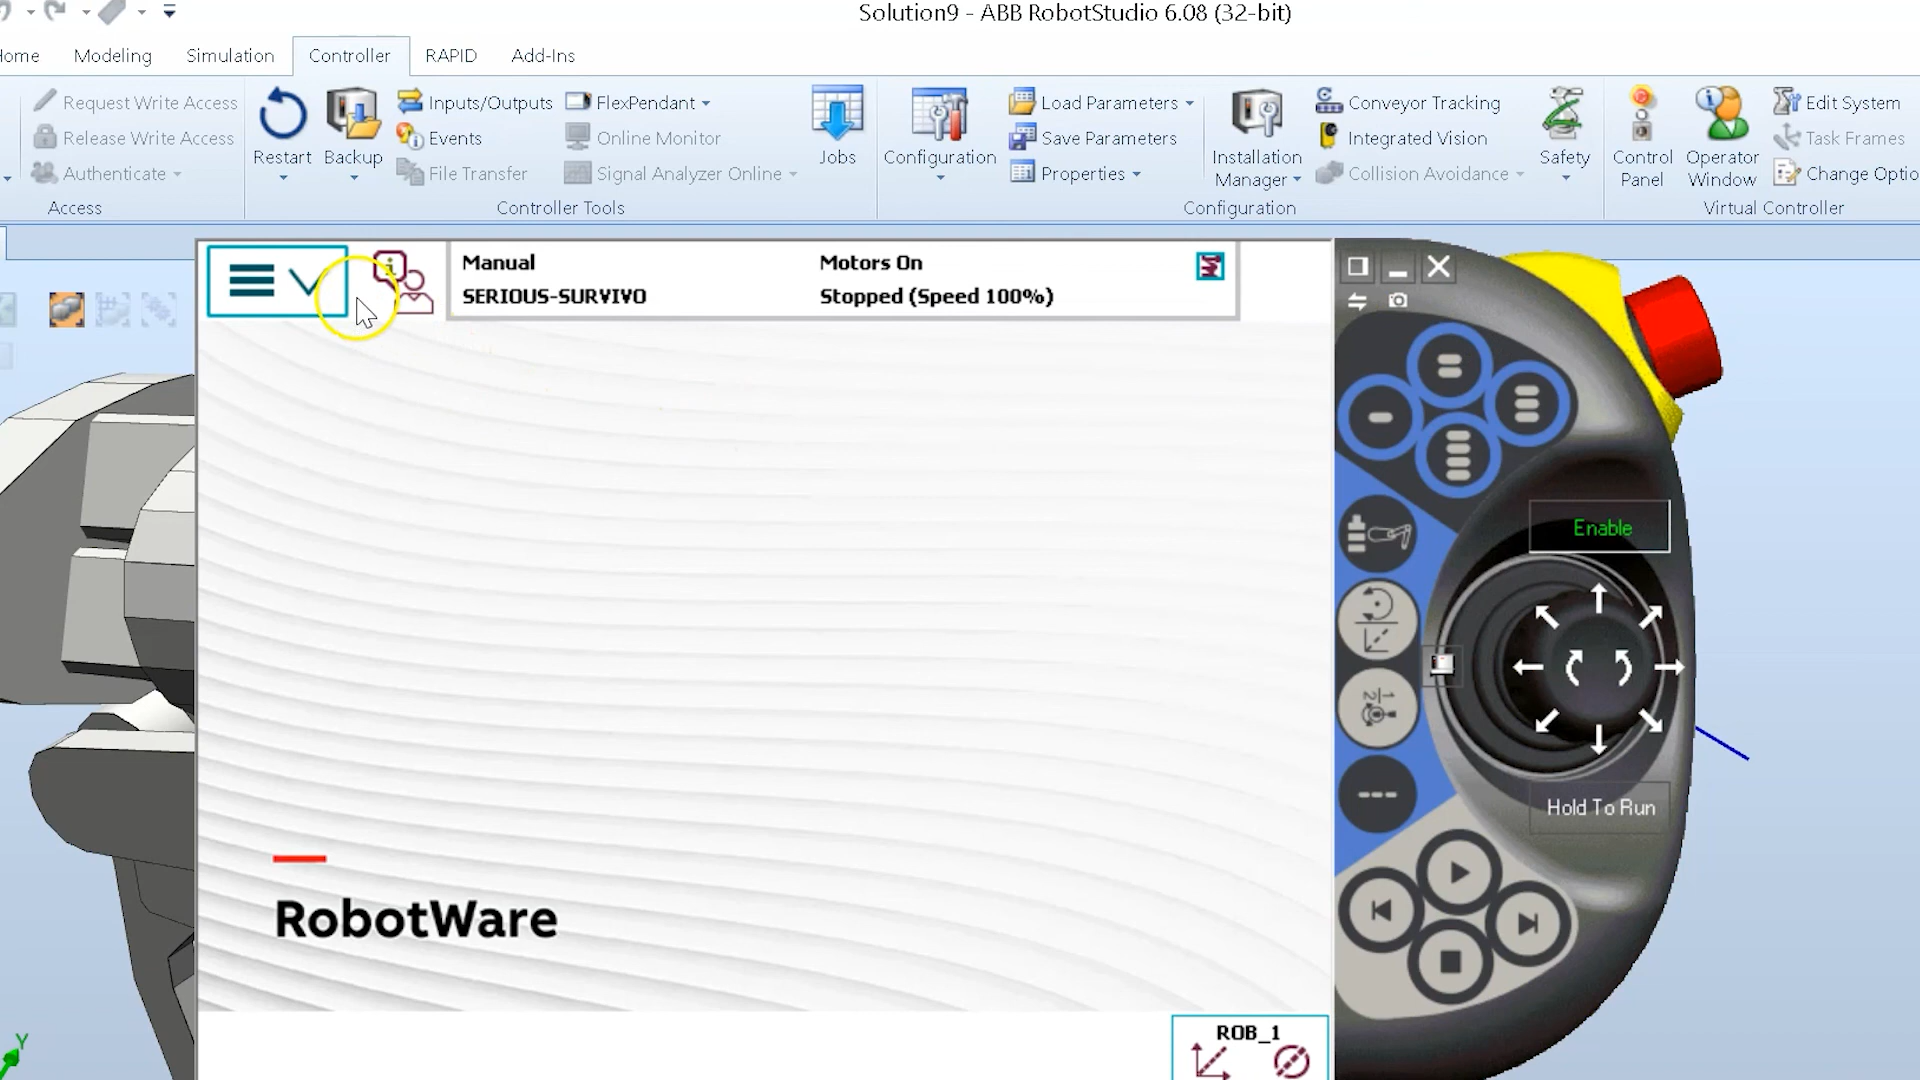 Solution9 - ABB RobotStudio 6.08 (32-bit)
Modeling Simulation Controller RAPID Add-Ins
Request Write Access
Release Write Access
Authenticate
Access
Restart
Backup
Inputs/Outputs
Events
File Transfer
FlexPendant
Online Monitor
Signal Analyzer Online
Jobs
Controller Tools
Configuration
Load Parameters
Save Parameters
Properties
Installation
Manager
Conveyor Tracking
Integrated Vision
Collision Avoidance
Safety
Configuration
Control
Panel
Operator
Window
Edit System
Task Frames
Change Optio
Virtual Controller
Manual
SERIOUS-SURVIVO
Motors On
Stopped (Speed 100%)
Enable
Hold To Run
RobotWare
ROB_1
Y